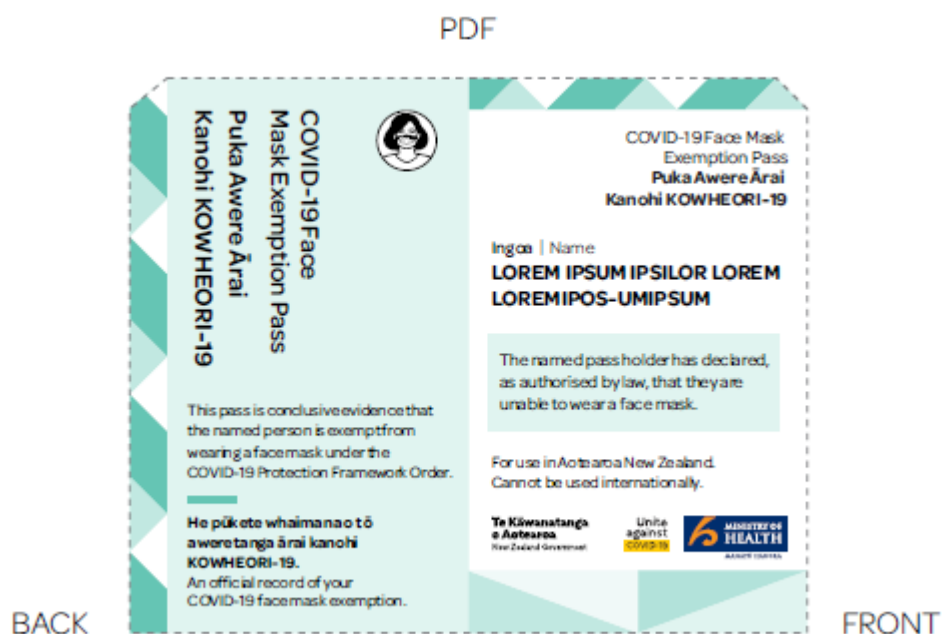 PDF
COVID-19 Face
Mask Exemption Pass
Puka Awere Ārai
Kanohi KOWHEORI-19
This pass is conclusive evidence that
the named person is exempt from
wearing a face mask under the
COVID-19 Protection Framework Order.
He pūkete whaimana o tō
aweretanga ārai kanohi
KOWHEORI-19.
An official record of your
COVID-19 face mask exemption.
COVID-19 Face Mask
Exemption Pass
Puka Awere Ārai
Kanohi KOWHEORI-19
Ingoa | Name
LOREM IPSUM IPSILOR LOREM
LOREM IPOS-UMIPSUM
The named pass holder has declared,
as authorised by law, that they are
unable to wear a face mask.
For use in Aotearoa New Zealand.
Cannot be used internationally.
Te Kāwanatanga
o Aotearoa
New Zealand Government
Unite
against
COVID-19
MINISTRY OF
HEALTH
MANATŪ HAUORA
BACK
FRONT